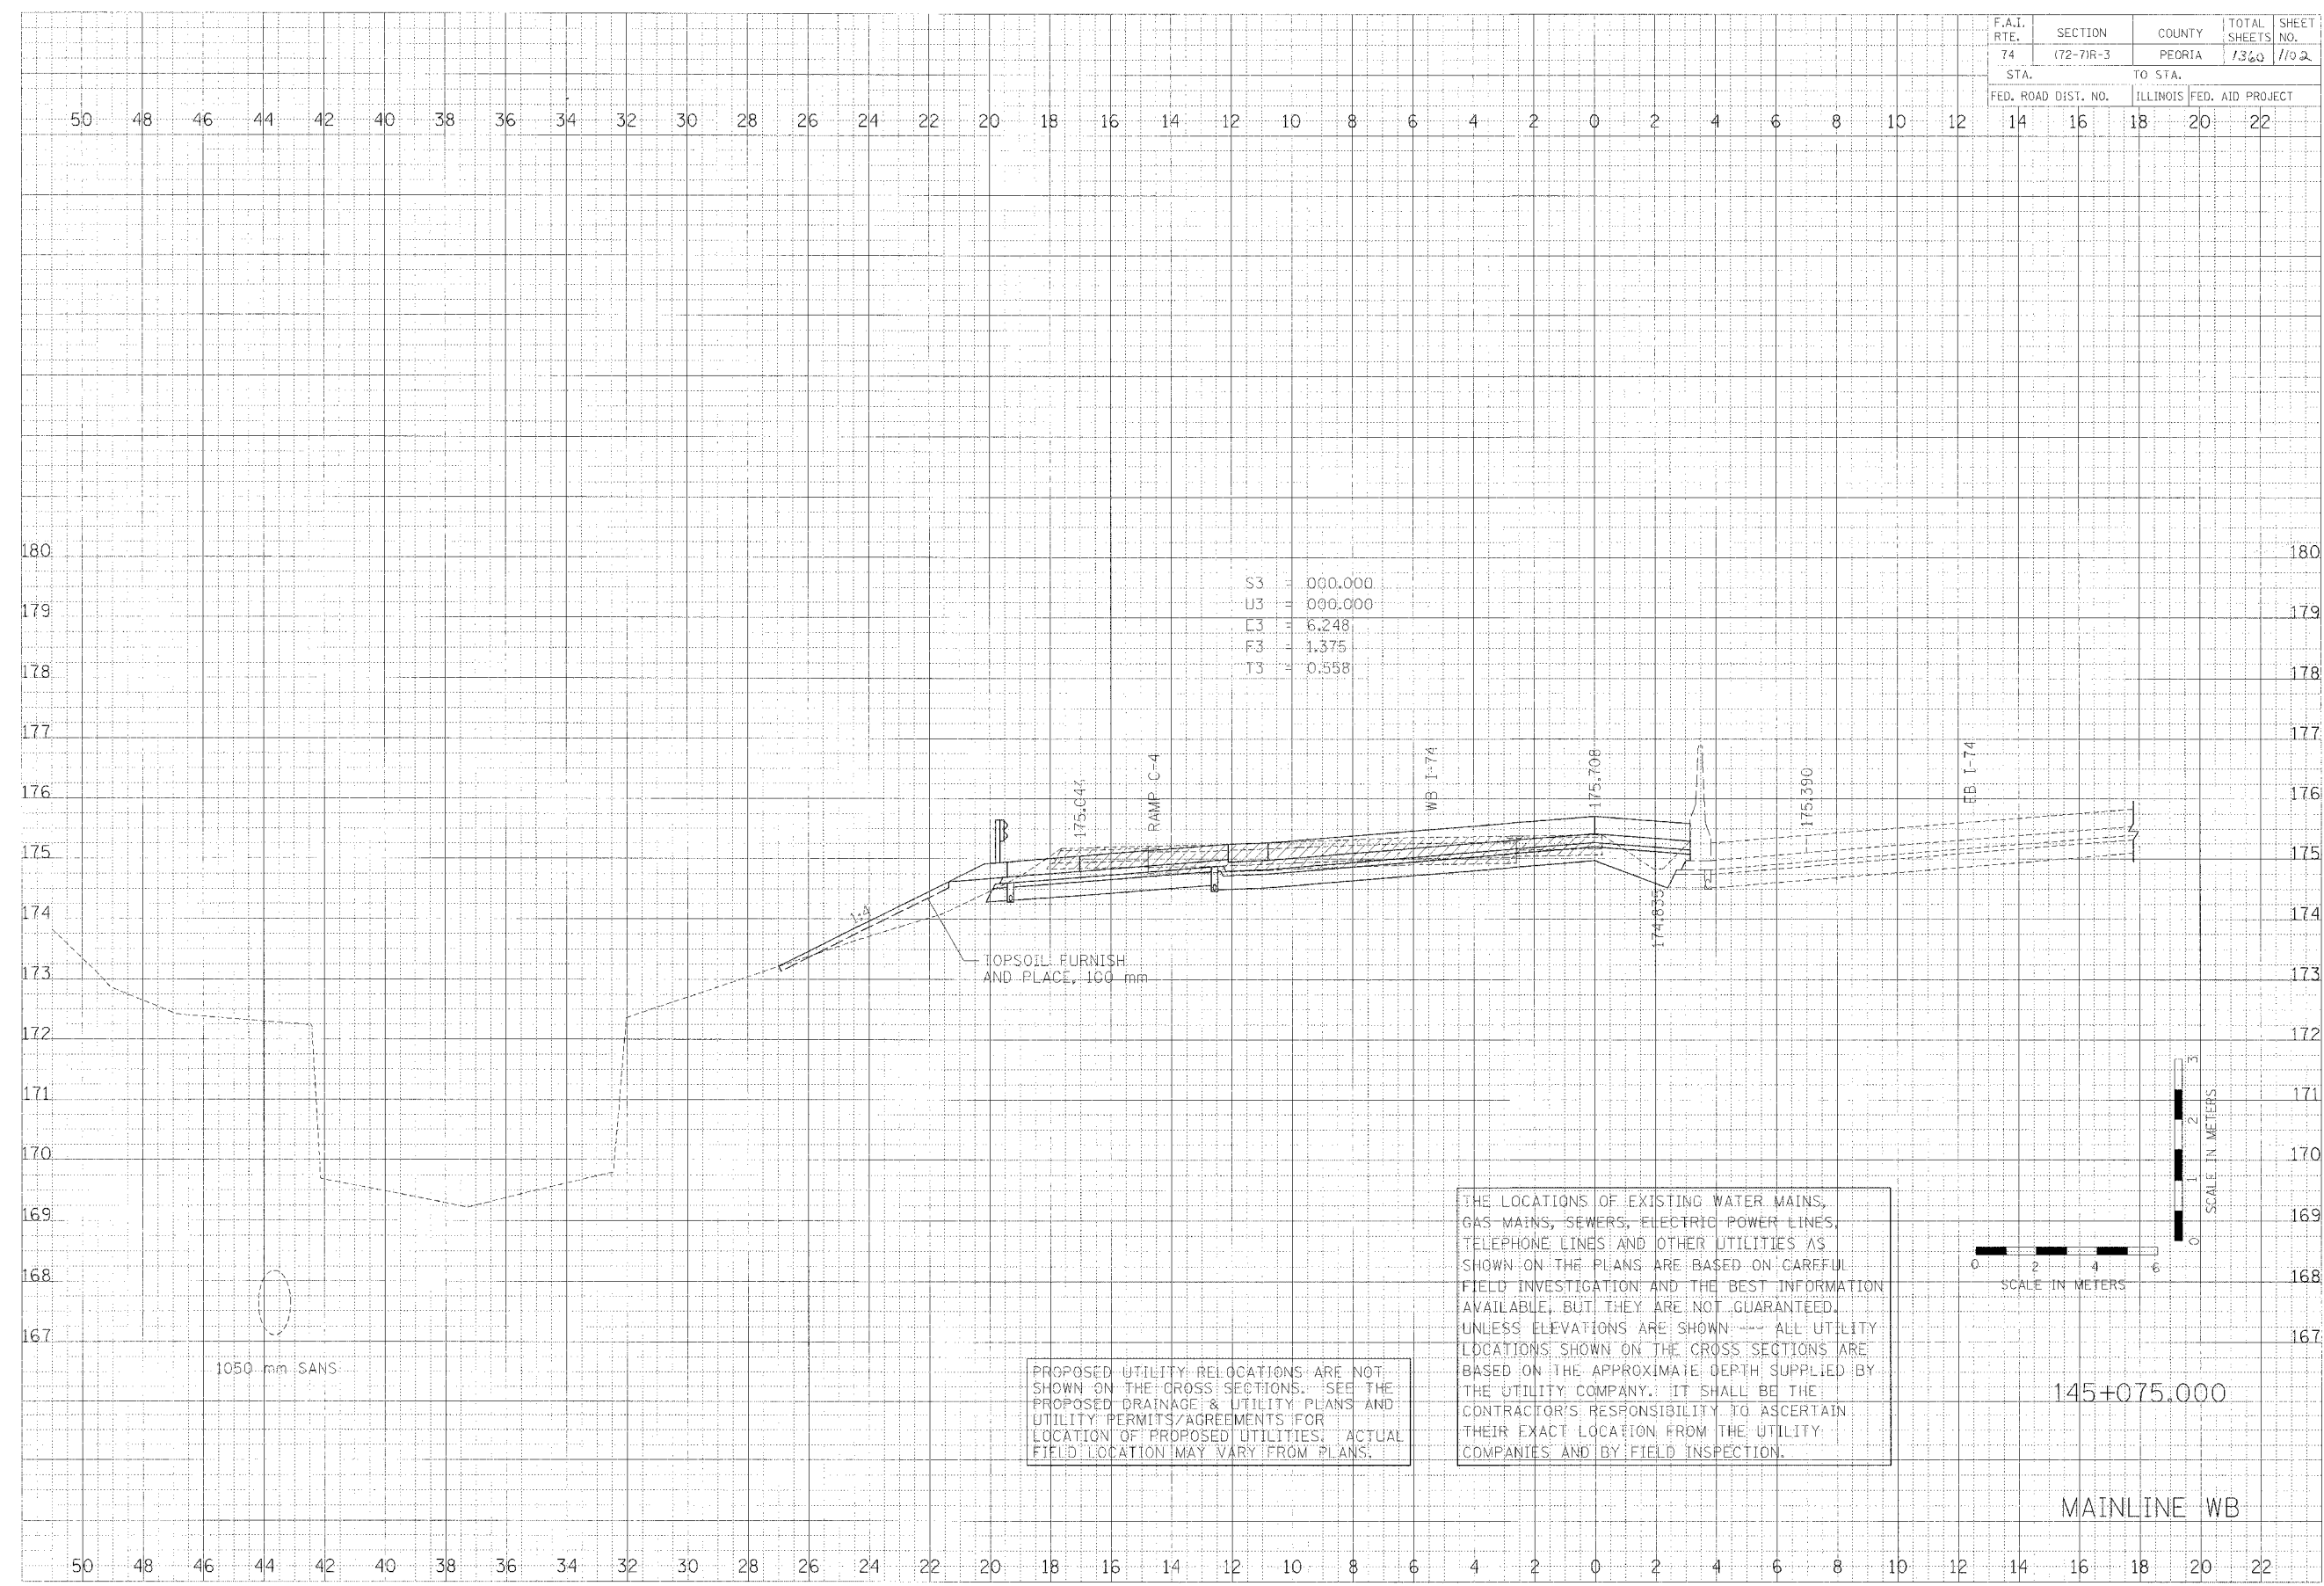 F.A.I. RTE. SECTION COUNTY TOTAL SHEETS SHEET NO.
74 (72-7)R-3 PEORIA 1360 1102
STA. TO STA.
FED. ROAD DIST. NO. ILLINOIS FED. AID PROJECT
50 48 46 44 42 40 38 36 34 32 30 28 26 24 22 20 18 16 14 12 10 8 6 4 2 0 2 4 6 8 10 12 14 16 18 20 22
180 180
S3 = 000.000
U3 = 000.000
179 179
E3 = 6.248
F3 = 1.375
T3 = 0.558
178 178
177 177
175.044
RAMP C-4
WB I-74
175.708
175.390
EB I-74
176 176
175 175
174 174
1:4
174.835
TOPSOIL FURNISH
AND PLACE, 100 mm
173 173
172 172
171 171
170 170
169 169
168 168
167 167
0 1 2 3
SCALE IN METERS
0 2 4 6
SCALE IN METERS
1050 mm SANS
PROPOSED UTILITY RELOCATIONS ARE NOT
SHOWN ON THE CROSS SECTIONS. SEE THE
PROPOSED DRAINAGE & UTILITY PLANS AND
UTILITY PERMITS/AGREEMENTS FOR
LOCATION OF PROPOSED UTILITIES. ACTUAL
FIELD LOCATION MAY VARY FROM PLANS.
THE LOCATIONS OF EXISTING WATER MAINS,
GAS MAINS, SEWERS, ELECTRIC POWER LINES,
TELEPHONE LINES AND OTHER UTILITIES AS
SHOWN ON THE PLANS ARE BASED ON CAREFUL
FIELD INVESTIGATION AND THE BEST INFORMATION
AVAILABLE, BUT THEY ARE NOT GUARANTEED.
UNLESS ELEVATIONS ARE SHOWN --- ALL UTILITY
LOCATIONS SHOWN ON THE CROSS SECTIONS ARE
BASED ON THE APPROXIMATE DEPTH SUPPLIED BY
THE UTILITY COMPANY. IT SHALL BE THE
CONTRACTOR'S RESPONSIBILITY TO ASCERTAIN
THEIR EXACT LOCATION FROM THE UTILITY
COMPANIES AND BY FIELD INSPECTION.
145+075.000
MAINLINE WB
50 48 46 44 42 40 38 36 34 32 30 28 26 24 22 20 18 16 14 12 10 8 6 4 2 0 2 4 6 8 10 12 14 16 18 20 22